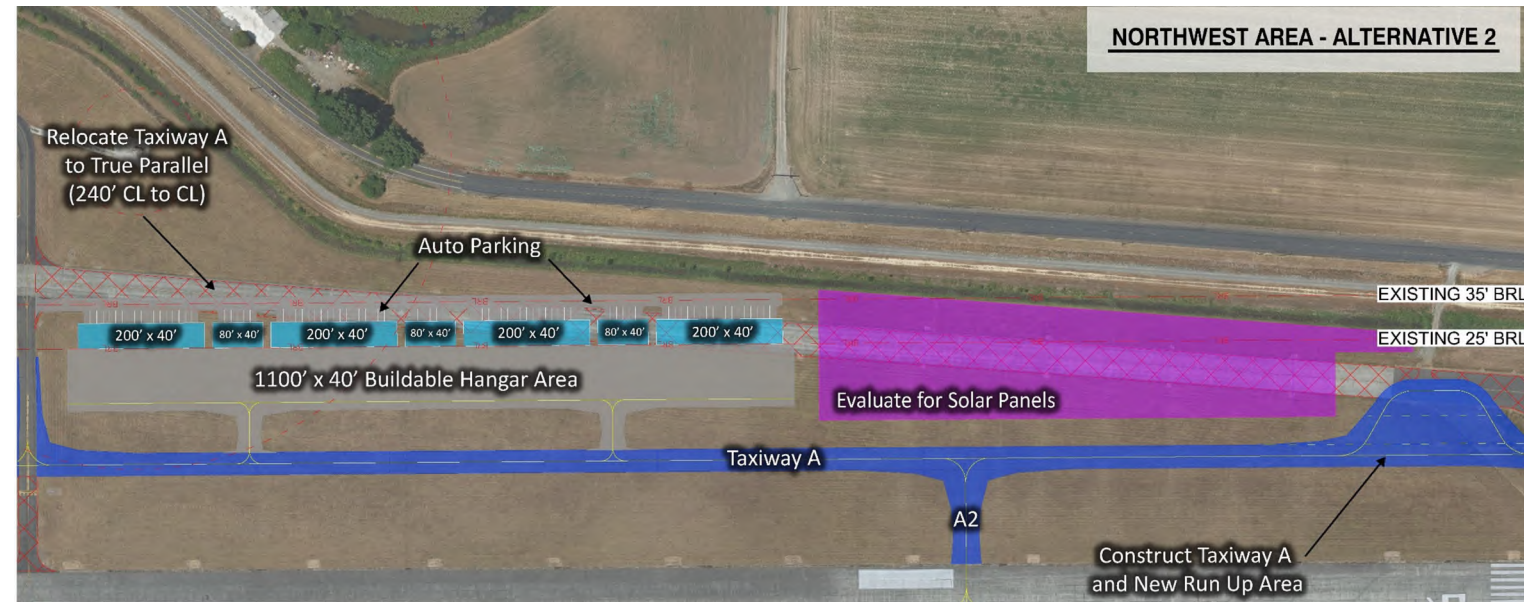 NORTHWEST AREA - ALTERNATIVE 2
Relocate Taxiway A
to True Parallel
(240' CL to CL)
Auto Parking
EXISTING 35' BRL
EXISTING 25' BRL
200' x 40'
80' x 40'
200' x 40'
80' x 40'
200' x 40'
80' x 40'
200' x 40'
1100' x 40' Buildable Hangar Area
Evaluate for Solar Panels
Taxiway A
A2
Construct Taxiway A
and New Run Up Area